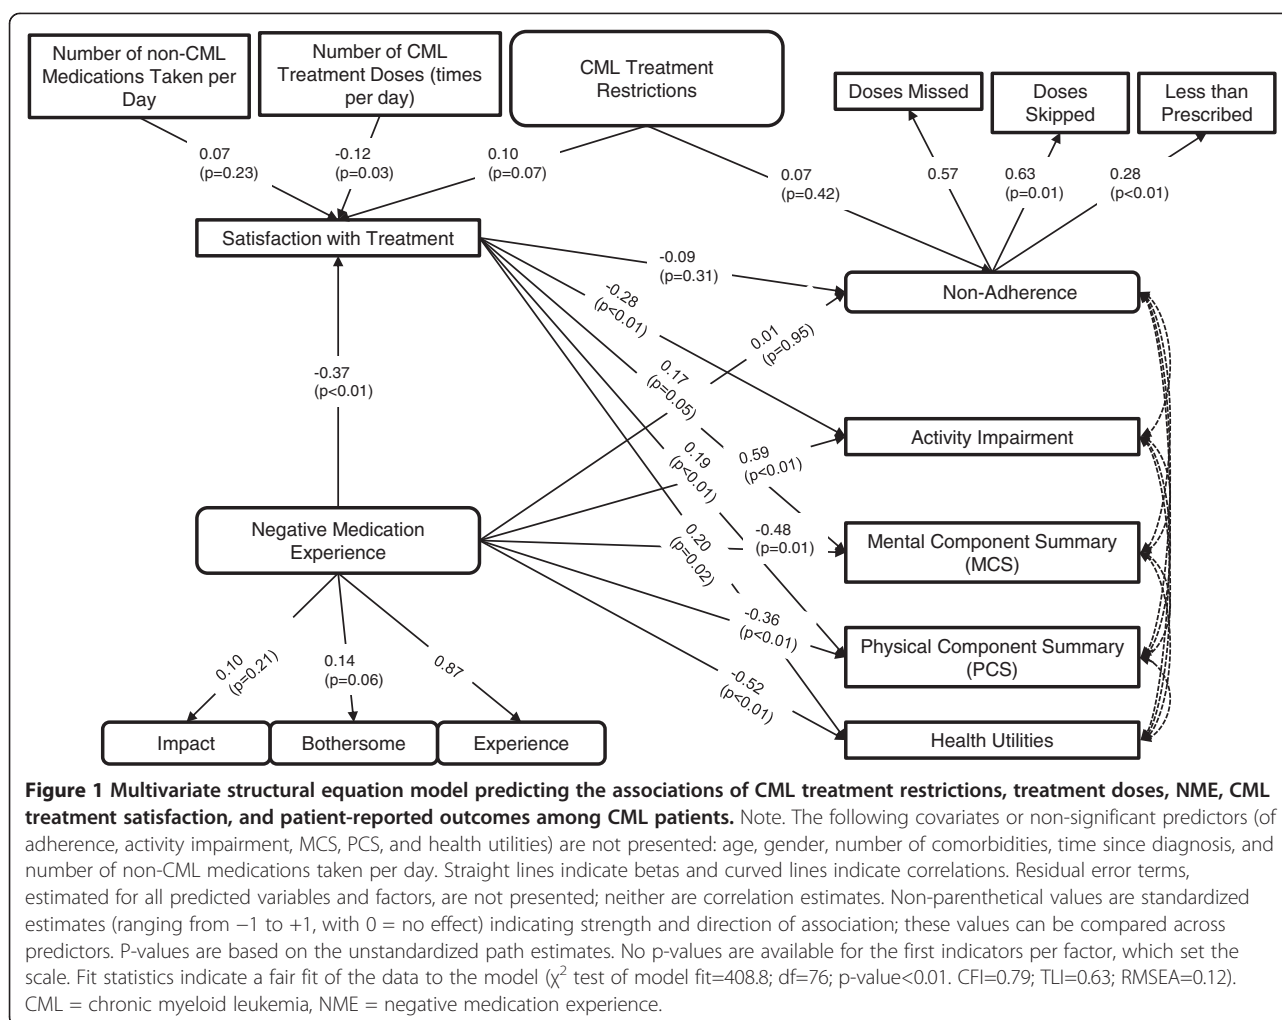 Number of non-CML
Medications Taken per
Day
Number of CML
Treatment Doses (times
per day)
CML Treatment
Restrictions
Doses Missed
Doses
Skipped
Less than
Prescribed
0.07
(p=0.23)
-0.12
(p=0.03)
0.10
(p=0.07)
0.07
(p=0.42)
0.57
0.63
(p=0.01)
0.28
(p<0.01)
Satisfaction with Treatment
-0.09
(p=0.31)
Non-Adherence
-0.28
(p<0.01)
0.01
(p=0.95)
-0.37
(p<0.01)
0.17
(p=0.05)
Activity Impairment
0.19
(p<0.01)
0.59
(p<0.01)
Negative Medication
Experience
0.20
(p=0.02)
-0.48
(p=0.01)
Mental Component Summary
(MCS)
-0.36
(p<0.01)
Physical Component Summary
(PCS)
0.10
(p=0.21)
0.14
(p=0.06)
0.87
-0.52
(p<0.01)
Impact
Bothersome
Experience
Health Utilities
Figure 1 Multivariate structural equation model predicting the associations of CML treatment restrictions, treatment doses, NME, CML
treatment satisfaction, and patient-reported outcomes among CML patients. Note. The following covariates or non-significant predictors (of
adherence, activity impairment, MCS, PCS, and health utilities) are not presented: age, gender, number of comorbidities, time since diagnosis, and
number of non-CML medications taken per day. Straight lines indicate betas and curved lines indicate correlations. Residual error terms,
estimated for all predicted variables and factors, are not presented; neither are correlation estimates. Non-parenthetical values are standardized
estimates (ranging from −1 to +1, with 0 = no effect) indicating strength and direction of association; these values can be compared across
predictors. P-values are based on the unstandardized path estimates. No p-values are available for the first indicators per factor, which set the
scale. Fit statistics indicate a fair fit of the data to the model (χ² test of model fit=408.8; df=76; p-value<0.01. CFI=0.79; TLI=0.63; RMSEA=0.12).
CML = chronic myeloid leukemia, NME = negative medication experience.